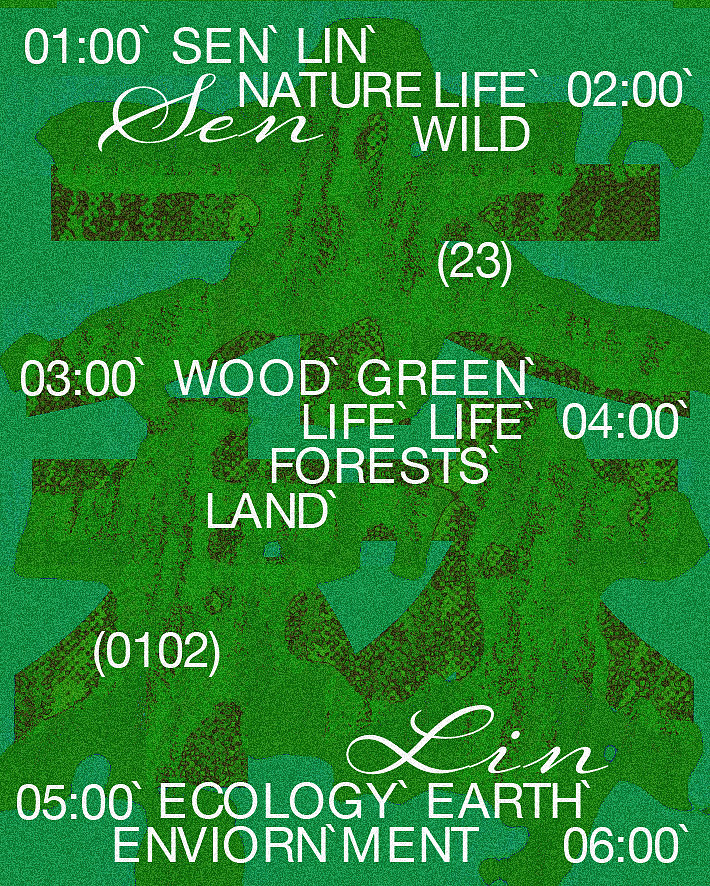 01:00` SEN` LIN`
NATURE LIFE` 02:00`
Sen
WILD
(23)
03:00` WOOD` GREEN`
LIFE` LIFE` 04:00`
FORESTS`
LAND`
(0102)
Lin
05:00` ECOLOGY` EARTH`
ENVIORN`MENT 06:00`
森